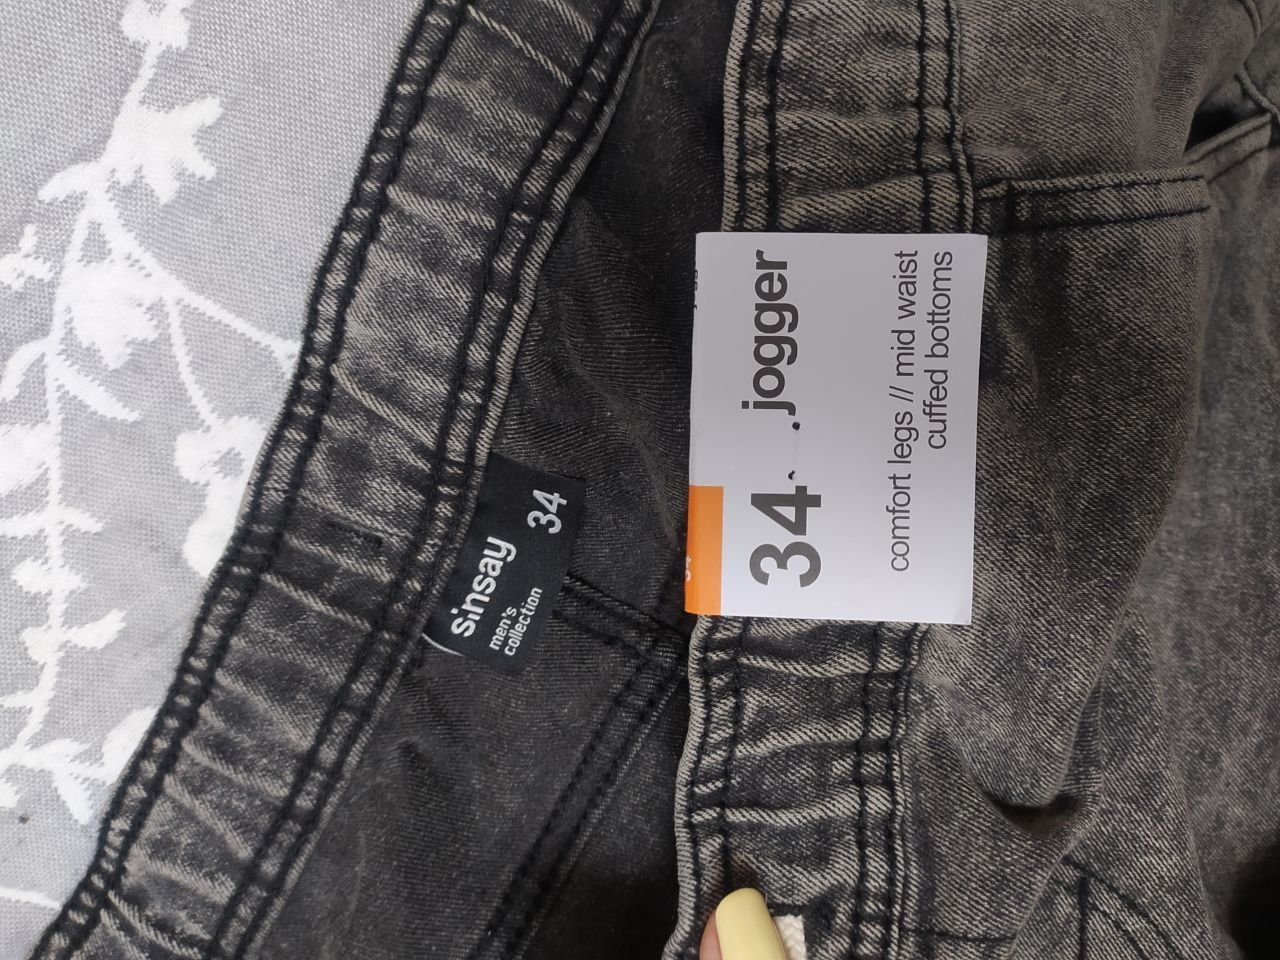 sinsay
men's
collection
34
34 jogger
comfort legs // mid waist
cuffed bottoms